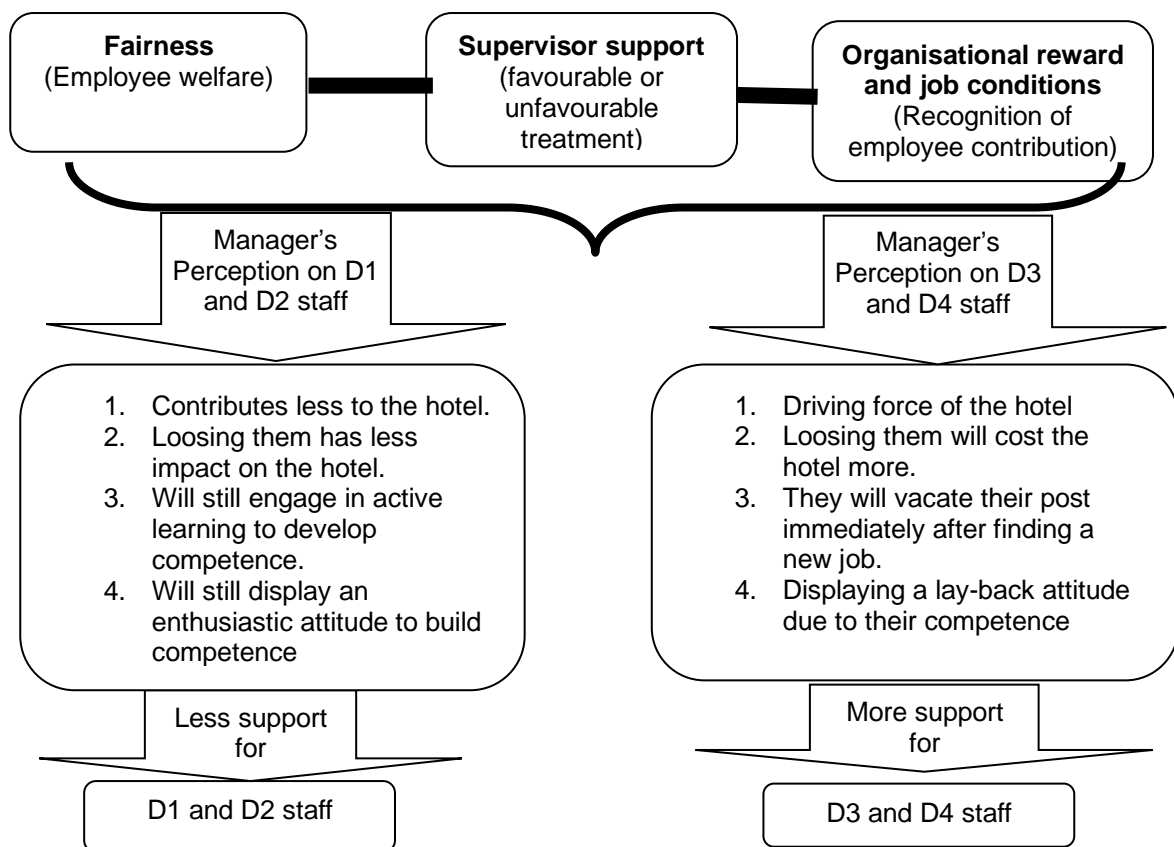 Fairness
(Employee welfare)
Supervisor support
(favourable or
unfavourable
treatment)
Organisational reward
and job conditions
(Recognition of
employee contribution)
Manager’s
Perception on D1
and D2 staff
Manager’s
Perception on D3
and D4 staff
1. Contributes less to the hotel.
2. Loosing them has less
impact on the hotel.
3. Will still engage in active
learning to develop
competence.
4. Will still display an
enthusiastic attitude to build
competence
1. Driving force of the hotel
2. Loosing them will cost the
hotel more.
3. They will vacate their post
immediately after finding a
new job.
4. Displaying a lay-back attitude
due to their competence
Less support
for
More support
for
D1 and D2 staff
D3 and D4 staff